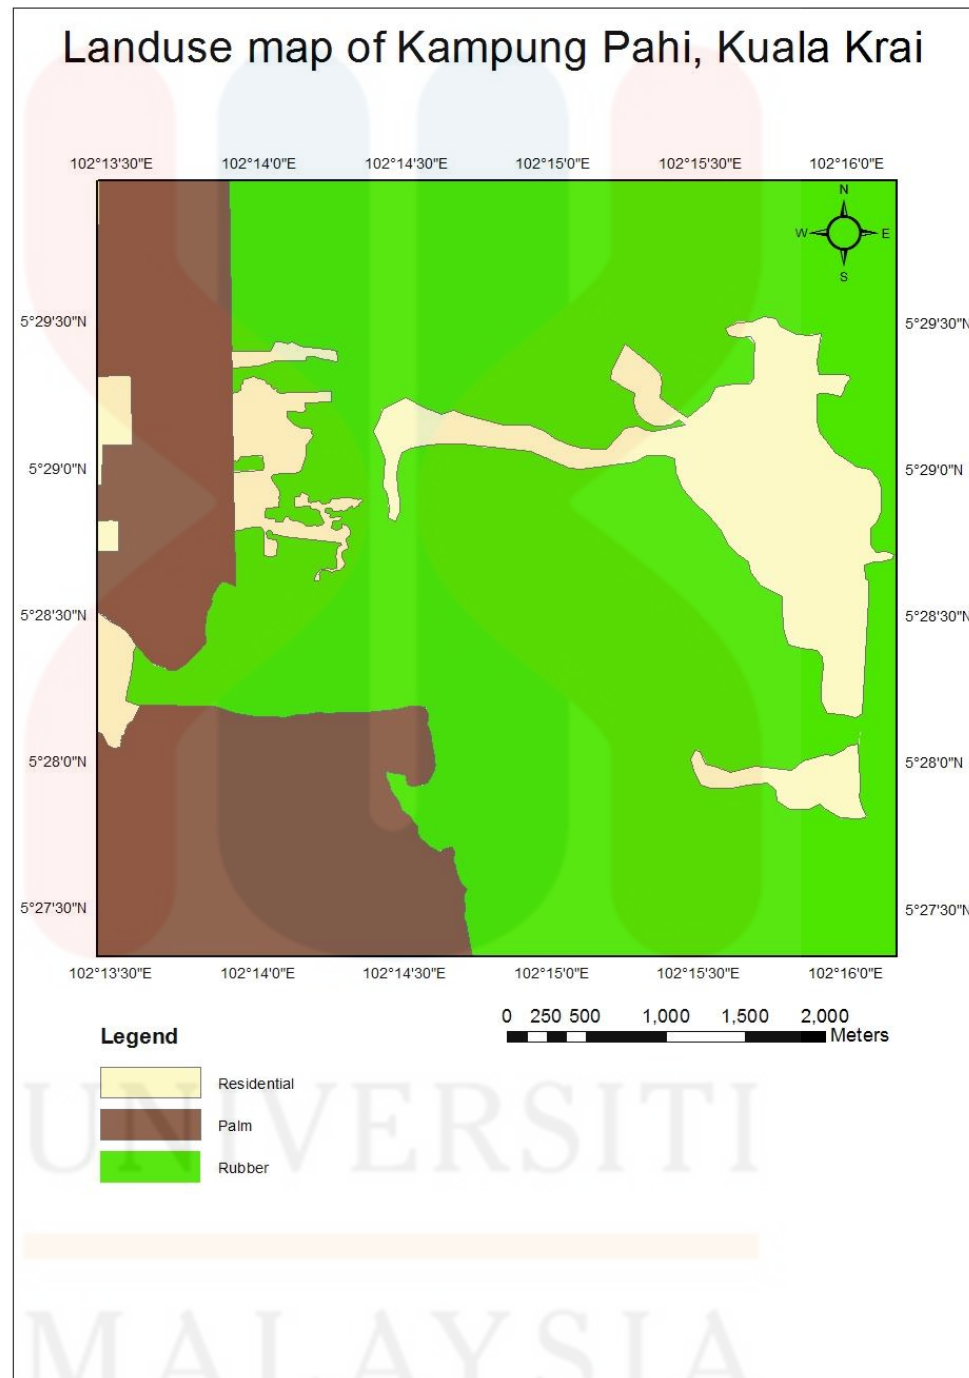 Landuse map of Kampung Pahi, Kuala Krai
102°13'30"E 102°14'0"E 102°14'30"E 102°15'0"E 102°15'30"E 102°16'0"E
N
W E
S
5°29'30"N 5°29'30"N
5°29'0"N 5°29'0"N
5°28'30"N 5°28'30"N
5°28'0"N 5°28'0"N
5°27'30"N 5°27'30"N
102°13'30"E 102°14'0"E 102°14'30"E 102°15'0"E 102°15'30"E 102°16'0"E
0 250 500 1,000 1,500 2,000
Meters
Legend
Residential
Palm
Rubber
UNIVERSITI
MALAYSIA